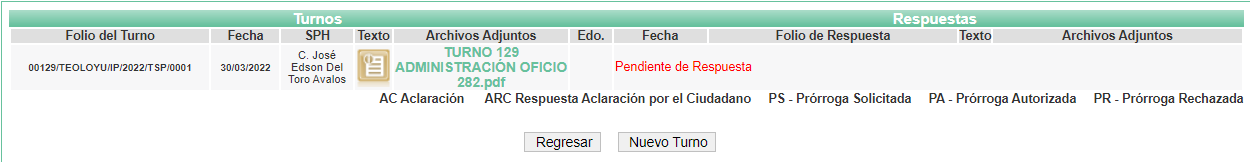 Turnos Respuestas
Folio del Turno Fecha SPH Texto Archivos Adjuntos Edo. Fecha Folio de Respuesta Texto Archivos Adjuntos
00129/TEOLOYU/IP/2022/TSP/0001 30/03/2022 C. José Edson Del Toro Avalos TURNO 129 ADMINISTRACIÓN OFICIO 282.pdf Pendiente de Respuesta
AC Aclaración ARC Respuesta Aclaración por el Ciudadano PS - Prórroga Solicitada PA - Prórroga Autorizada PR - Prórroga Rechazada
Regresar Nuevo Turno